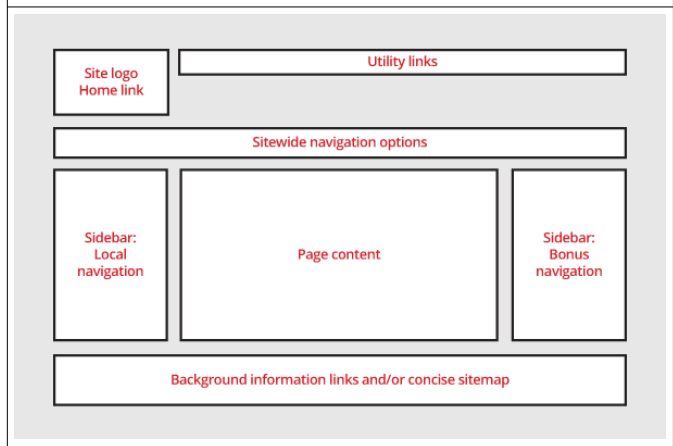 Site logo
Home link
Utility links
Sitewide navigation options
Sidebar:
Local
navigation
Page content
Sidebar:
Bonus
navigation
Background information links and/or concise sitemap